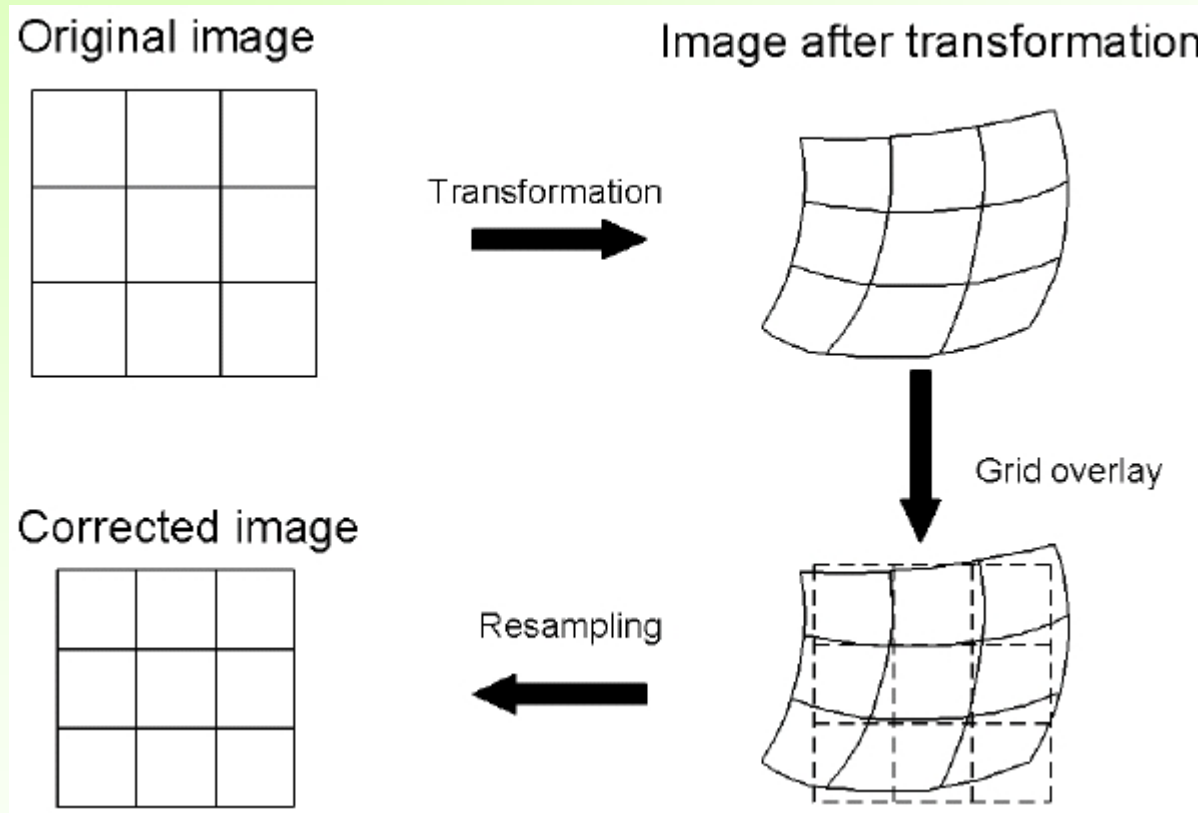 Original image
Image after transformation
Transformation
Grid overlay
Corrected image
Resampling